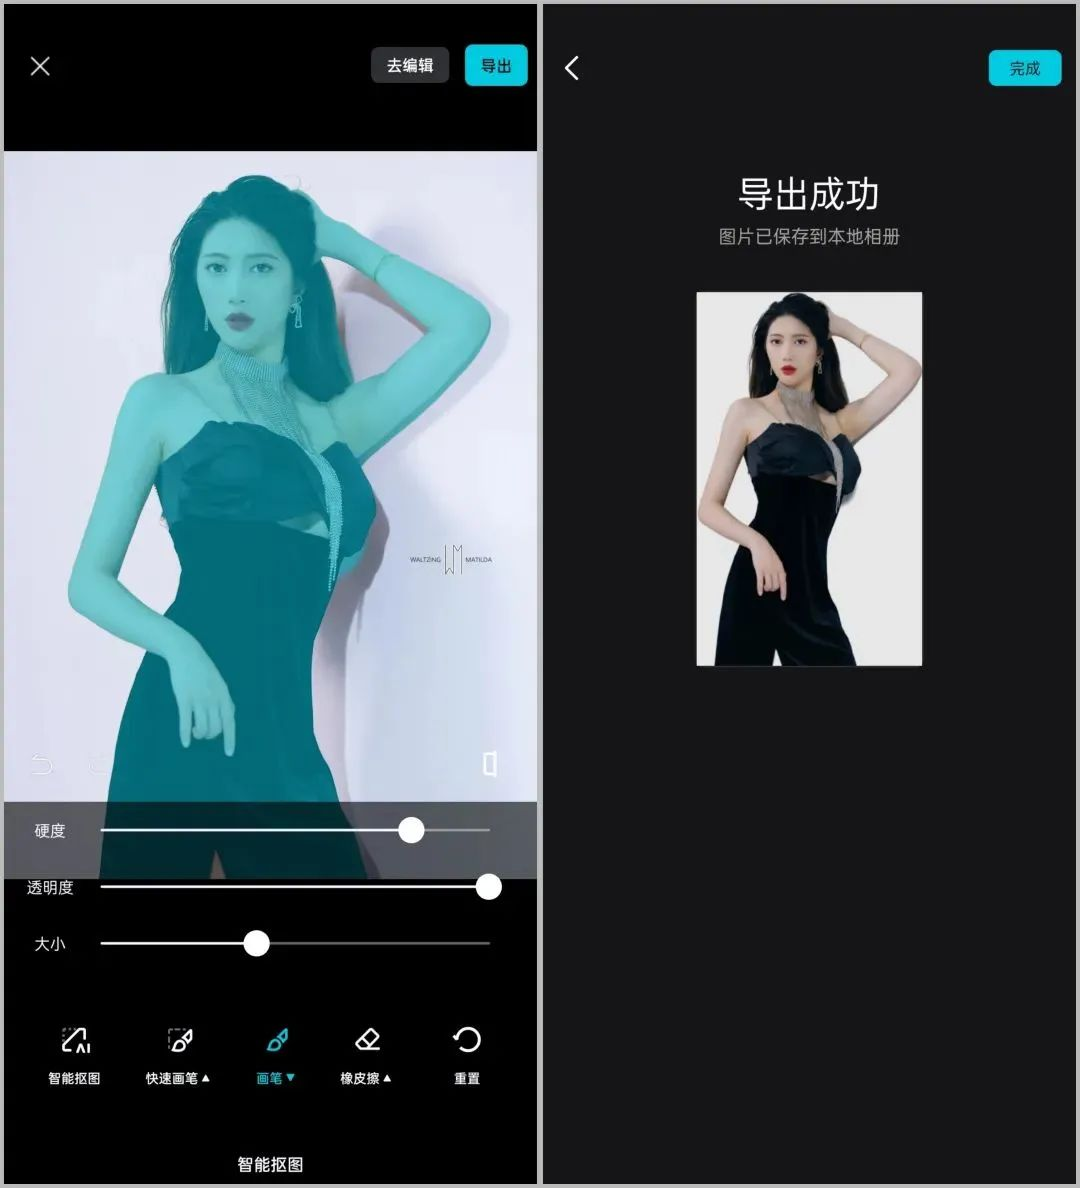 去编辑
导出
WALTZING
MATILDA
硬度
透明度
大小
AI
智能抠图
快速画笔▲
画笔▼
橡皮擦▲
重置
智能抠图
完成
导出成功
图片已保存到本地相册